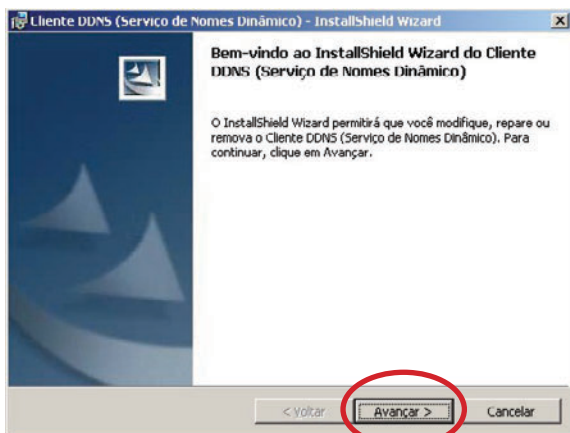 Cliente DDNS (Serviço de Nomes Dinâmico) - InstallShield Wizard
Bem-vindo ao InstallShield Wizard do Cliente
DDNS (Serviço de Nomes Dinâmico)
O InstallShield Wizard permitirá que você modifique, repare ou
remova o Cliente DDNS (Serviço de Nomes Dinâmico). Para
continuar, clique em Avançar.
< Voltar Avançar > Cancelar